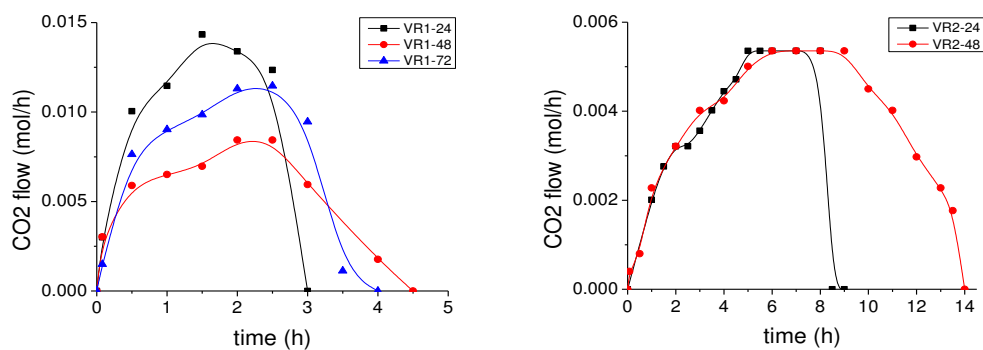 0.015
0.010
0.005
0.000
CO2 flow (mol/h)
VR1-24
VR1-48
VR1-72
0 1 2 3 4 5
time (h)
0.006
0.004
0.002
0.000
CO2 flow (mol/h)
VR2-24
VR2-48
0 2 4 6 8 10 12 14
time (h)